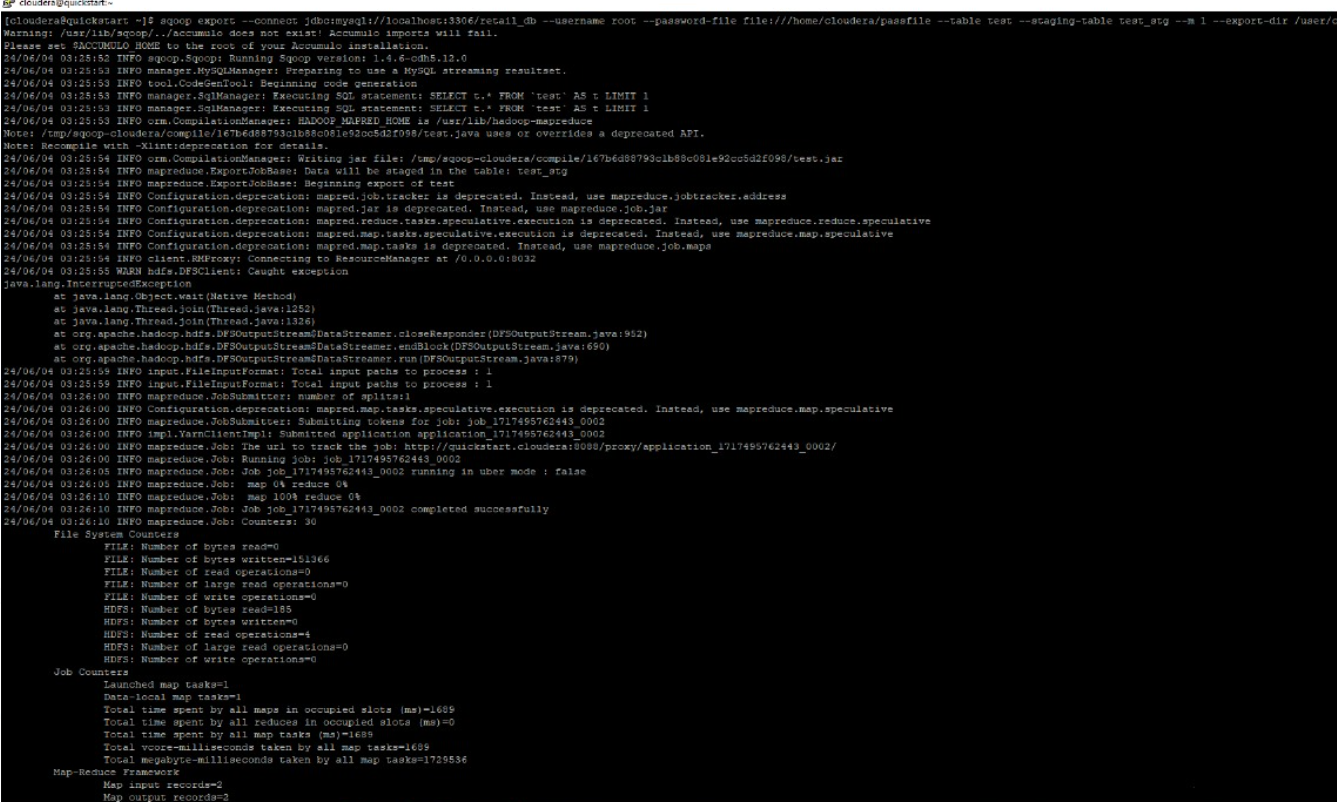 cloudera@quickstart:~
[cloudera@quickstart ~]$ sqoop export --connect jdbc:mysql://localhost:3306/retail_db --username root --password-file file:///home/cloudera/passfile --table test --staging-table test_stg --m 1 --export-dir /user/c
Warning: /usr/lib/sqoop/../accumulo does not exist! Accumulo imports will fail.
Please set $ACCUMULO_HOME to the root of your Accumulo installation.
24/06/04 03:25:52 INFO sqoop.Sqoop: Running Sqoop version: 1.4.6-cdh5.12.0
24/06/04 03:25:53 INFO manager.MySQLManager: Preparing to use a MySQL streaming resultset.
24/06/04 03:25:53 INFO tool.CodeGenTool: Beginning code generation
24/06/04 03:25:53 INFO manager.SqlManager: Executing SQL statement: SELECT t.* FROM `test` AS t LIMIT 1
24/06/04 03:25:53 INFO manager.SqlManager: Executing SQL statement: SELECT t.* FROM `test` AS t LIMIT 1
24/06/04 03:25:53 INFO orm.CompilationManager: HADOOP_MAPRED_HOME is /usr/lib/hadoop-mapreduce
Note: /tmp/sqoop-cloudera/compile/167b6d88793c1b88c081e92cc5d2f098/test.java uses or overrides a deprecated API.
Note: Recompile with -Xlint:deprecation for details.
24/06/04 03:25:54 INFO orm.CompilationManager: Writing jar file: /tmp/sqoop-cloudera/compile/167b6d88793c1b88c081e92cc5d2f098/test.jar
24/06/04 03:25:54 INFO mapreduce.ExportJobBase: Data will be staged in the table: test_stg
24/06/04 03:25:54 INFO mapreduce.ExportJobBase: Beginning export of test
24/06/04 03:25:54 INFO Configuration.deprecation: mapred.job.tracker is deprecated. Instead, use mapreduce.jobtracker.address
24/06/04 03:25:54 INFO Configuration.deprecation: mapred.jar is deprecated. Instead, use mapreduce.job.jar
24/06/04 03:25:54 INFO Configuration.deprecation: mapred.reduce.tasks.speculative.execution is deprecated. Instead, use mapreduce.reduce.speculative
24/06/04 03:25:54 INFO Configuration.deprecation: mapred.map.tasks.speculative.execution is deprecated. Instead, use mapreduce.map.speculative
24/06/04 03:25:54 INFO Configuration.deprecation: mapred.map.tasks is deprecated. Instead, use mapreduce.job.maps
24/06/04 03:25:54 INFO client.RMProxy: Connecting to ResourceManager at /0.0.0.0:8032
24/06/04 03:25:55 WARN hdfs.DFSClient: Caught exception
java.lang.InterruptedException
at java.lang.Object.wait(Native Method)
at java.lang.Thread.join(Thread.java:1252)
at java.lang.Thread.join(Thread.java:1326)
at org.apache.hadoop.hdfs.DFSOutputStream$DataStreamer.closeResponder(DFSOutputStream.java:952)
at org.apache.hadoop.hdfs.DFSOutputStream$DataStreamer.endBlock(DFSOutputStream.java:690)
at org.apache.hadoop.hdfs.DFSOutputStream$DataStreamer.run(DFSOutputStream.java:879)
24/06/04 03:25:59 INFO input.FileInputFormat: Total input paths to process : 1
24/06/04 03:25:59 INFO input.FileInputFormat: Total input paths to process : 1
24/06/04 03:26:00 INFO mapreduce.JobSubmitter: number of splits:1
24/06/04 03:26:00 INFO Configuration.deprecation: mapred.map.tasks.speculative.execution is deprecated. Instead, use mapreduce.map.speculative
24/06/04 03:26:00 INFO mapreduce.JobSubmitter: Submitting tokens for job: job_1717495762443_0002
24/06/04 03:26:00 INFO impl.YarnClientImpl: Submitted application application_1717495762443_0002
24/06/04 03:26:00 INFO mapreduce.Job: The url to track the job: http://quickstart.cloudera:8088/proxy/application_1717495762443_0002/
24/06/04 03:26:00 INFO mapreduce.Job: Running job: job_1717495762443_0002
24/06/04 03:26:05 INFO mapreduce.Job: Job job_1717495762443_0002 running in uber mode : false
24/06/04 03:26:05 INFO mapreduce.Job:  map 0% reduce 0%
24/06/04 03:26:10 INFO mapreduce.Job:  map 100% reduce 0%
24/06/04 03:26:10 INFO mapreduce.Job: Job job_1717495762443_0002 completed successfully
24/06/04 03:26:10 INFO mapreduce.Job: Counters: 30
File System Counters
FILE: Number of bytes read=0
FILE: Number of bytes written=151366
FILE: Number of read operations=0
FILE: Number of large read operations=0
FILE: Number of write operations=0
HDFS: Number of bytes read=185
HDFS: Number of bytes written=0
HDFS: Number of read operations=4
HDFS: Number of large read operations=0
HDFS: Number of write operations=0
Job Counters
Launched map tasks=1
Data-local map tasks=1
Total time spent by all maps in occupied slots (ms)=1689
Total time spent by all reduces in occupied slots (ms)=0
Total time spent by all map tasks (ms)=1689
Total vcore-milliseconds taken by all map tasks=1689
Total megabyte-milliseconds taken by all map tasks=1729536
Map-Reduce Framework
Map input records=2
Map output records=2